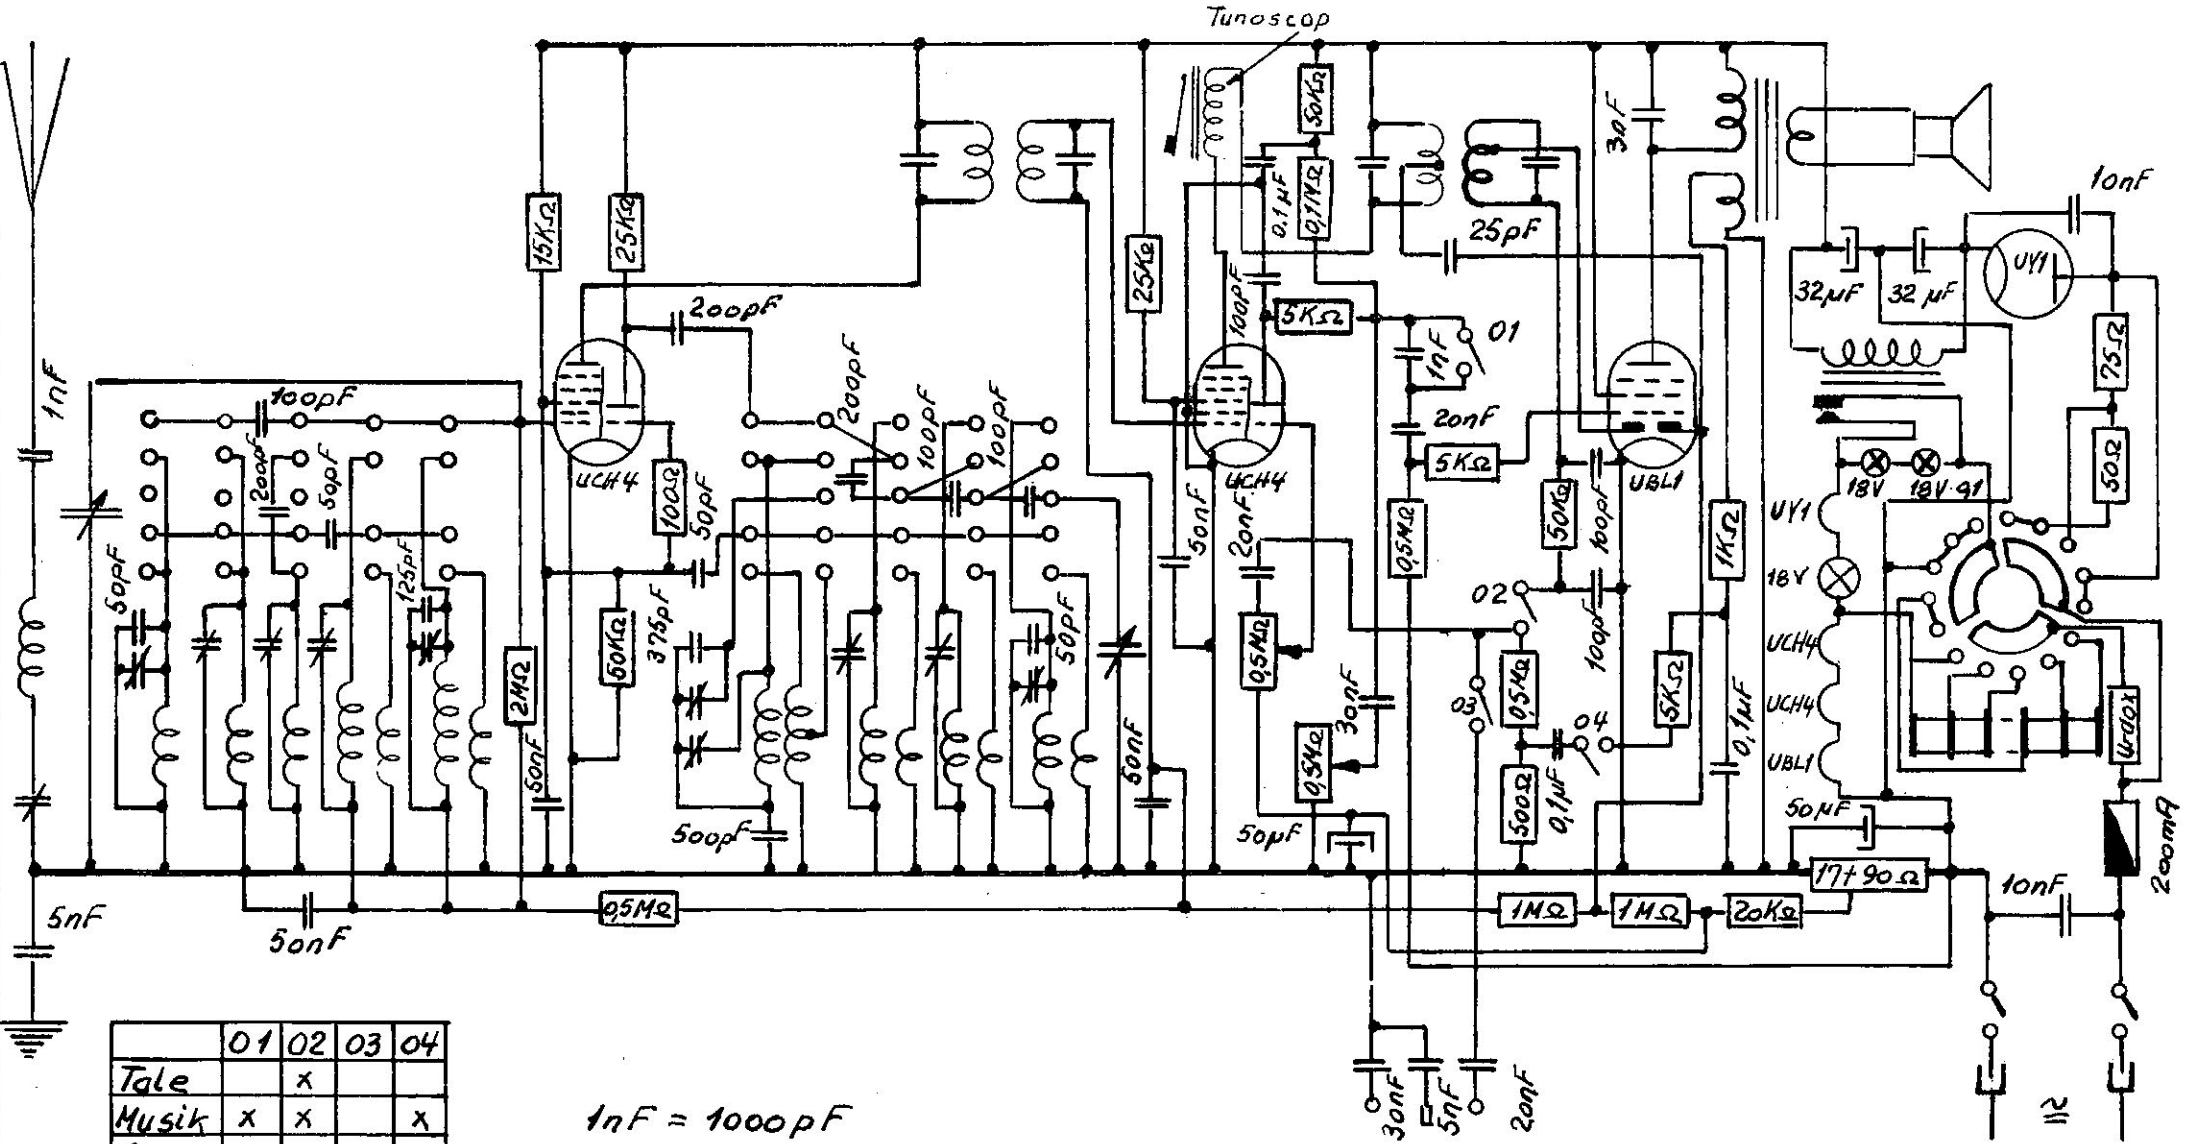 Tunoscop
15KΩ
25KΩ
200pF
1nF
100pF
200pF
50pF
50pF
125pF
UCH4
100Ω
50pF
50KΩ
2MΩ
50nF
375pF
500pF
200pF
100pF
100pF
50pF
50nF
25KΩ
50KΩ
0,1µF
0,1MΩ
100pF
5KΩ
UCH4
50nF
20nF
0,5MΩ
0,5MΩ
30nF
50µF
25pF
3nF
1nF
01
20nF
5KΩ
0,5MΩ
50KΩ
100pF
100pF
UBL1
02
03
0,5MΩ
04
500Ω
0,1µF
5KΩ
1KΩ
0,1µF
10nF
UY1
32µF
32µF
75Ω
50Ω
18V
18V·91
UY1
18V
UCH4
UCH4
UBL1
Urdox
50µF
17+90Ω
200mA
10nF
5nF
50nF
0,5MΩ
1MΩ
1MΩ
20KΩ
30nF
5nF
20nF
01 02 03 04
Tale x
Musik x x x
1nF = 1000pF